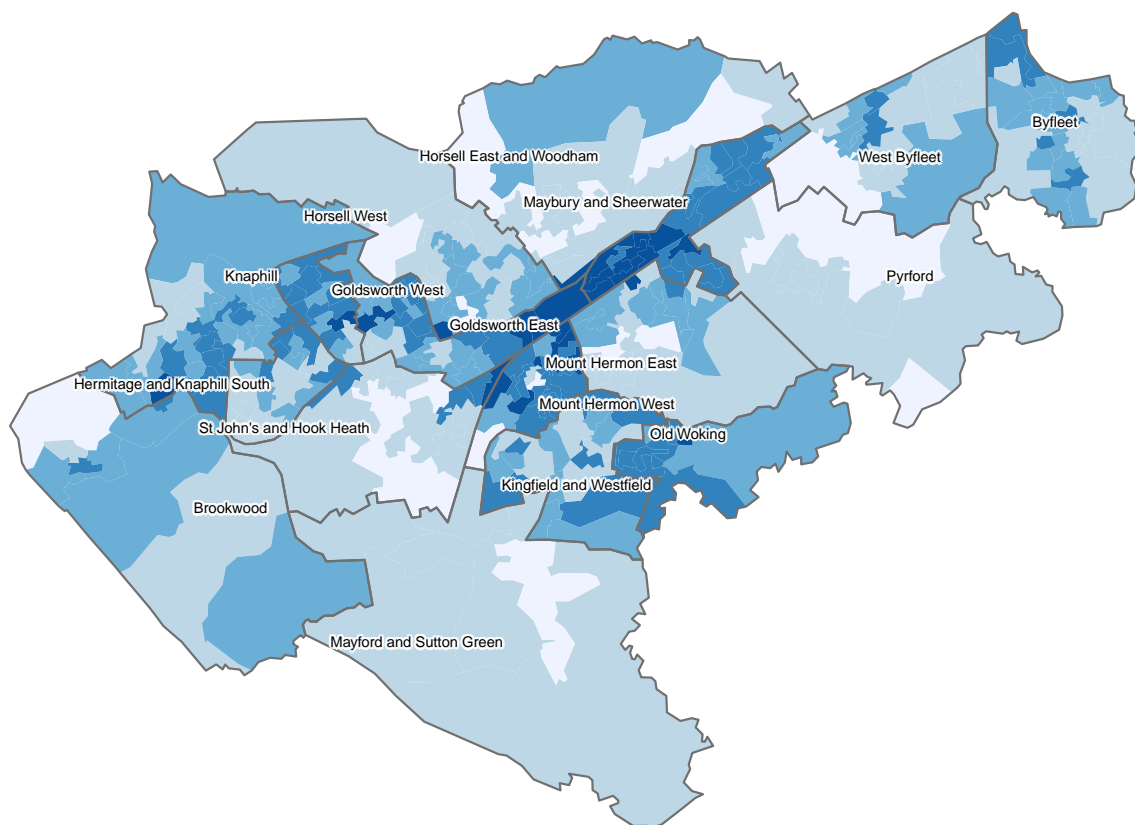 Byfleet
West Byfleet
Horsell East and Woodham
Maybury and Sheerwater
Horsell West
Knaphill
Pyrford
Goldsworth West
Goldsworth East
Mount Hermon East
Hermitage and Knaphill South
Mount Hermon West
St John's and Hook Heath
Old Woking
Kingfield and Westfield
Brookwood
Mayford and Sutton Green